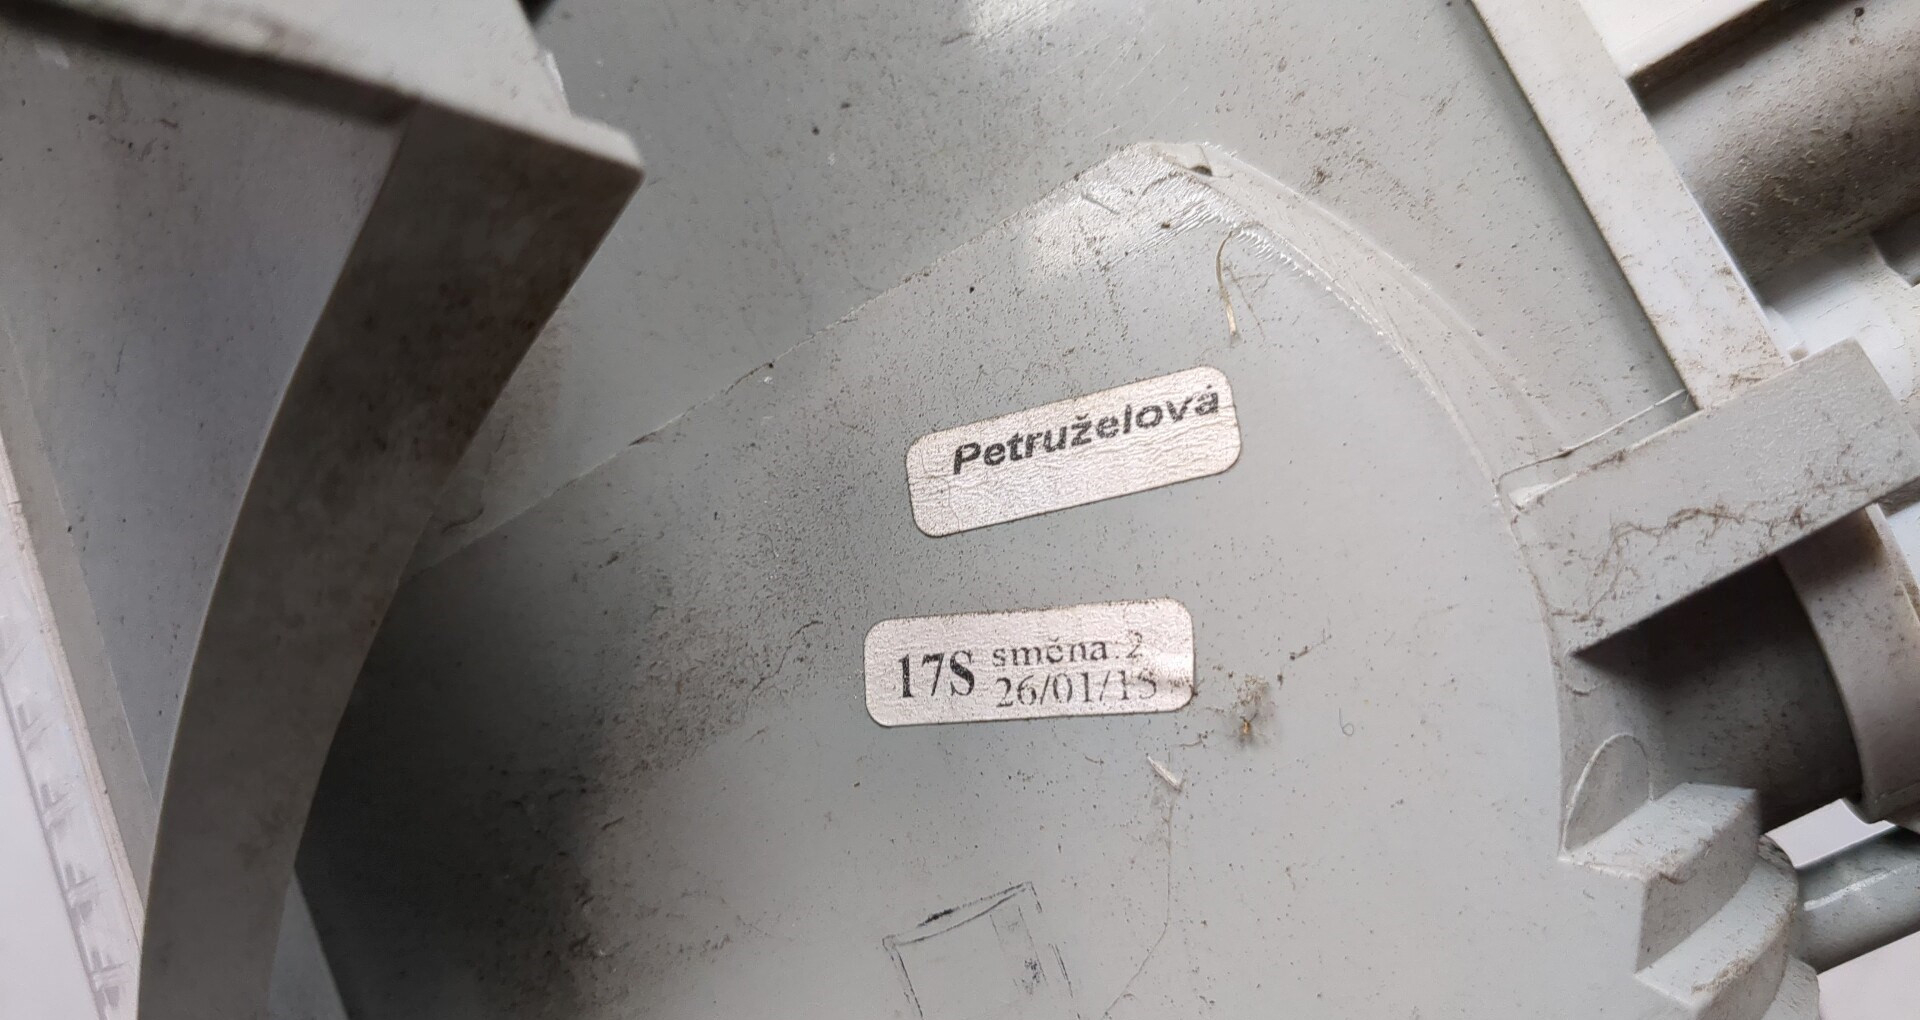 Petruželová
17S směna 2
26/01/15